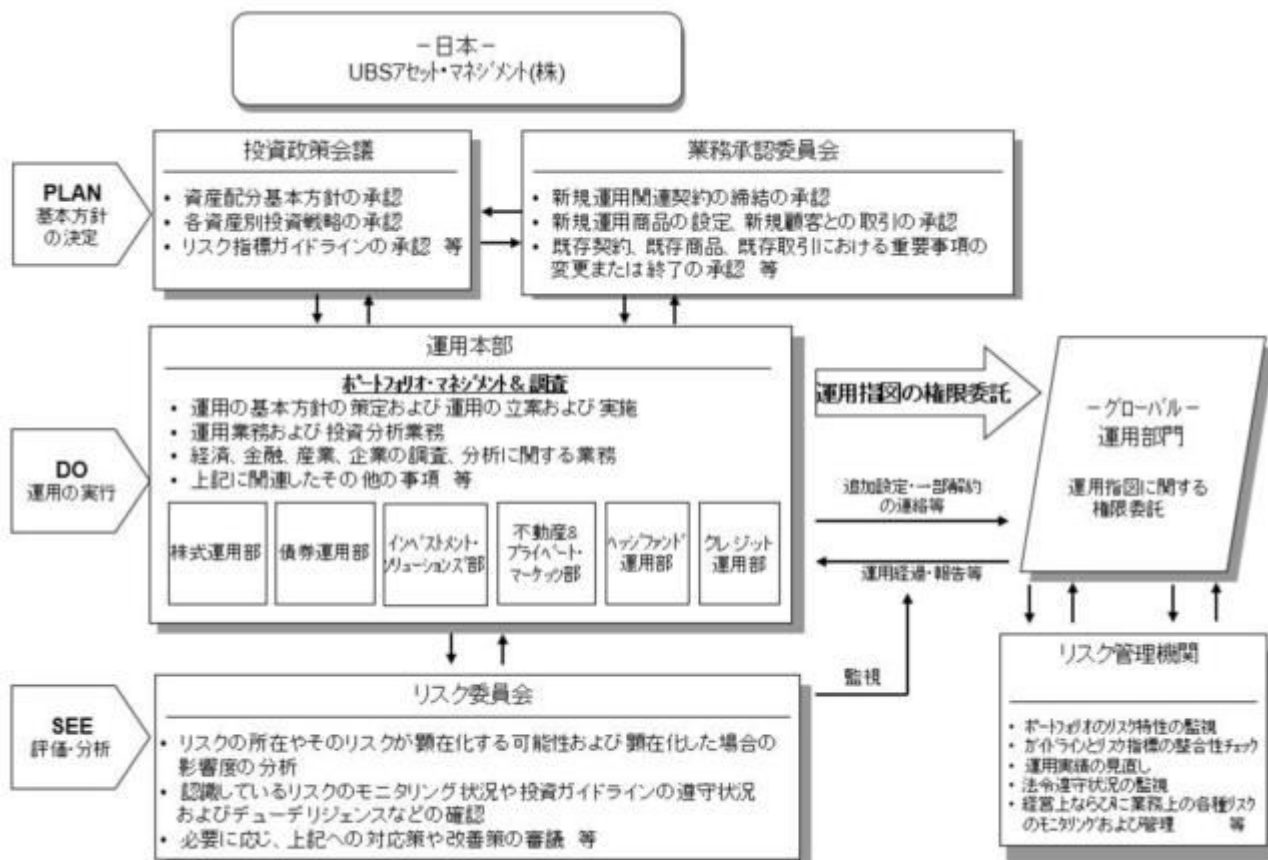 －日本－
UBSアセット・マネジメント(株)
PLAN
基本方針
の決定
投資政策会議
• 資産配分基本方針の承認
• 各資産別投資戦略の承認
• リスク指標ガイドラインの承認 等
業務承認委員会
• 新規運用関連契約の締結の承認
• 新規運用商品の設定、新規顧客との取引の承認
• 既存契約、既存商品、既存取引における重要事項の
変更または終了の承認 等
DO
運用の実行
運用本部
ポートフォリオ・マネジメント＆調査
• 運用の基本方針の策定および運用の立案および実施
• 運用業務および投資分析業務
• 経済、金融、産業、企業の調査、分析に関する業務
• 上記に関連したその他の事項 等
株式運用部
債券運用部
インベストメント・
ソリューションズ部
不動産&
プライベート・
マーケッツ部
ヘッジファンド
運用部
クレジット
運用部
運用指図の権限委託
追加設定・一部解約
の連絡等
運用経過・報告等
－グローバル－
運用部門
運用指図に関する
権限委託
SEE
評価・分析
リスク委員会
• リスクの所在やそのリスクが顕在化する可能性および顕在化した場合の
影響度の分析
• 認識しているリスクのモニタリング状況や投資ガイドラインの遵守状況
およびデューデリジェンスなどの確認
• 必要に応じ、上記への対応策や改善策の審議 等
監視
リスク管理機関
• ポートフォリオのリスク特性の監視
• ガイドラインとリスク指標の整合性チェック
• 運用実績の見直し
• 法令遵守状況の監視
• 経営上ならびに業務上の各種リスク
のモニタリングおよび管理 等